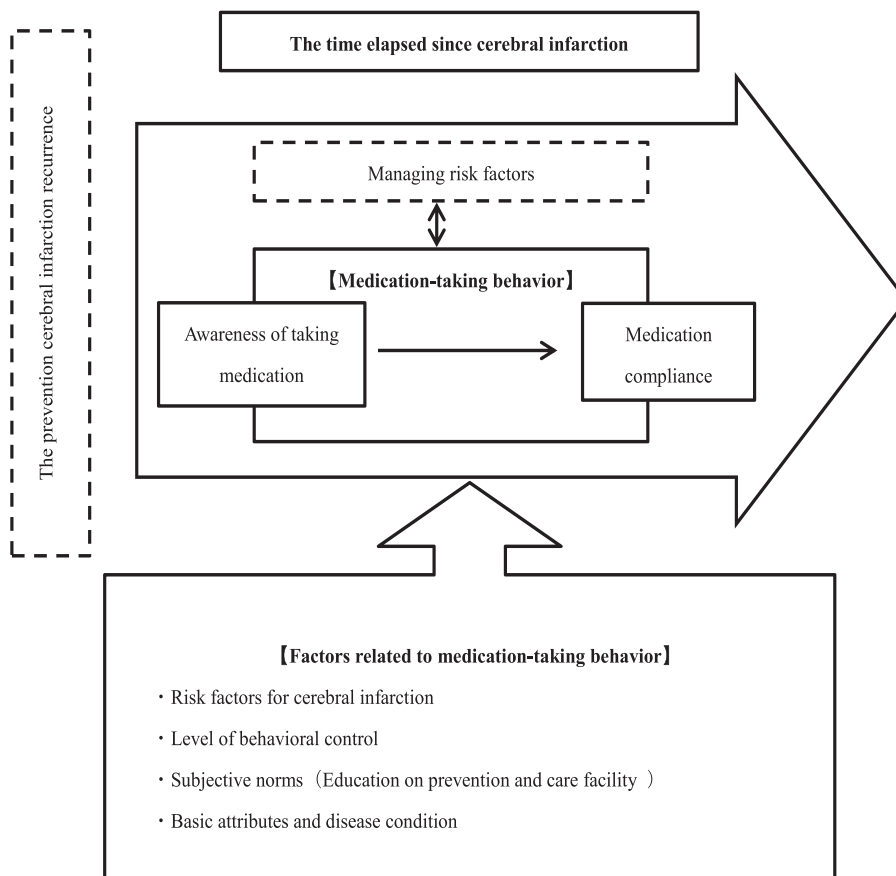 The time elapsed since cerebral infarction
The prevention cerebral infarction recurrence
Managing risk factors
【Medication-taking behavior】
Awareness of taking
medication
Medication
compliance
【Factors related to medication-taking behavior】
・Risk factors for cerebral infarction
・Level of behavioral control
・Subjective norms（Education on prevention and care facility ）
・Basic attributes and disease condition